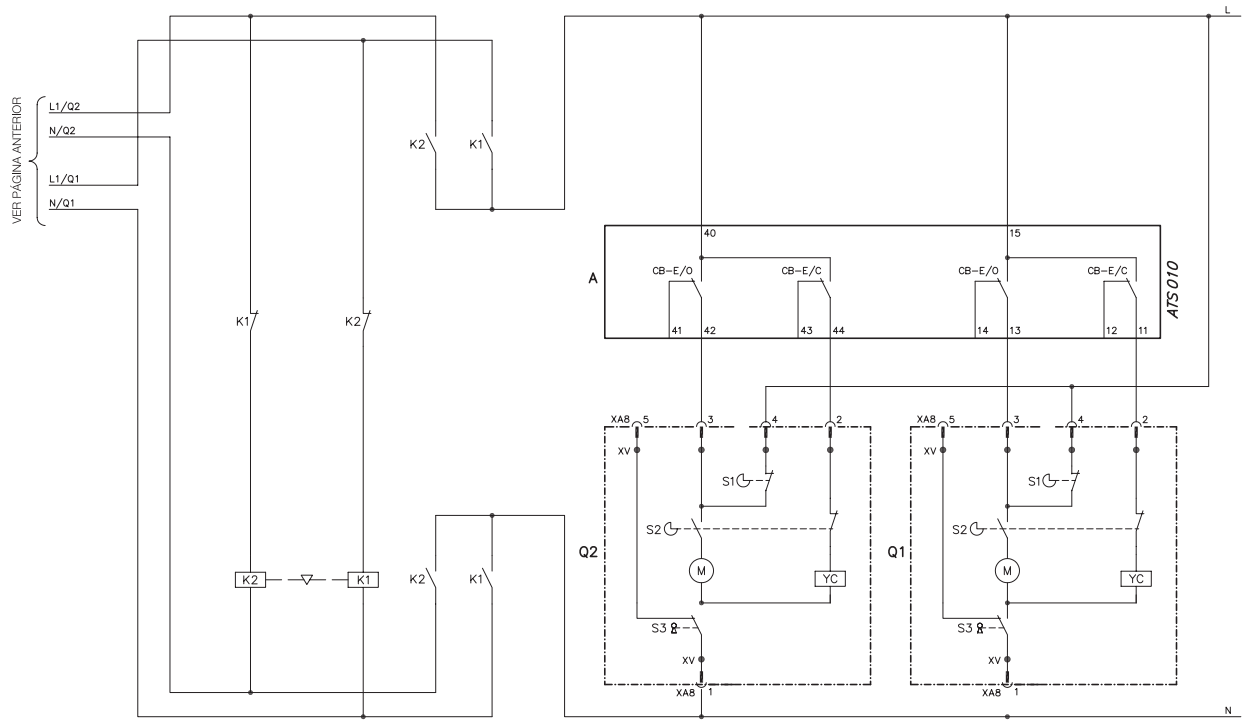 L
VER PÁGINA ANTERIOR
L1/Q2
N/Q2
L1/Q1
N/Q1
K2 K1
40 15
A CB-E/O CB-E/C CB-E/O CB-E/C ATS 010
41 42 43 44 14 13 12 11
K1 K2
XA8 5 3 4 2 XA8 5 3 4 2
XV XV
S1 S1
S2 S2
Q2 Q1
K2 K1 K2 K1 M YC M YC
S3 S3
XV XV
XA8 1 XA8 1
N